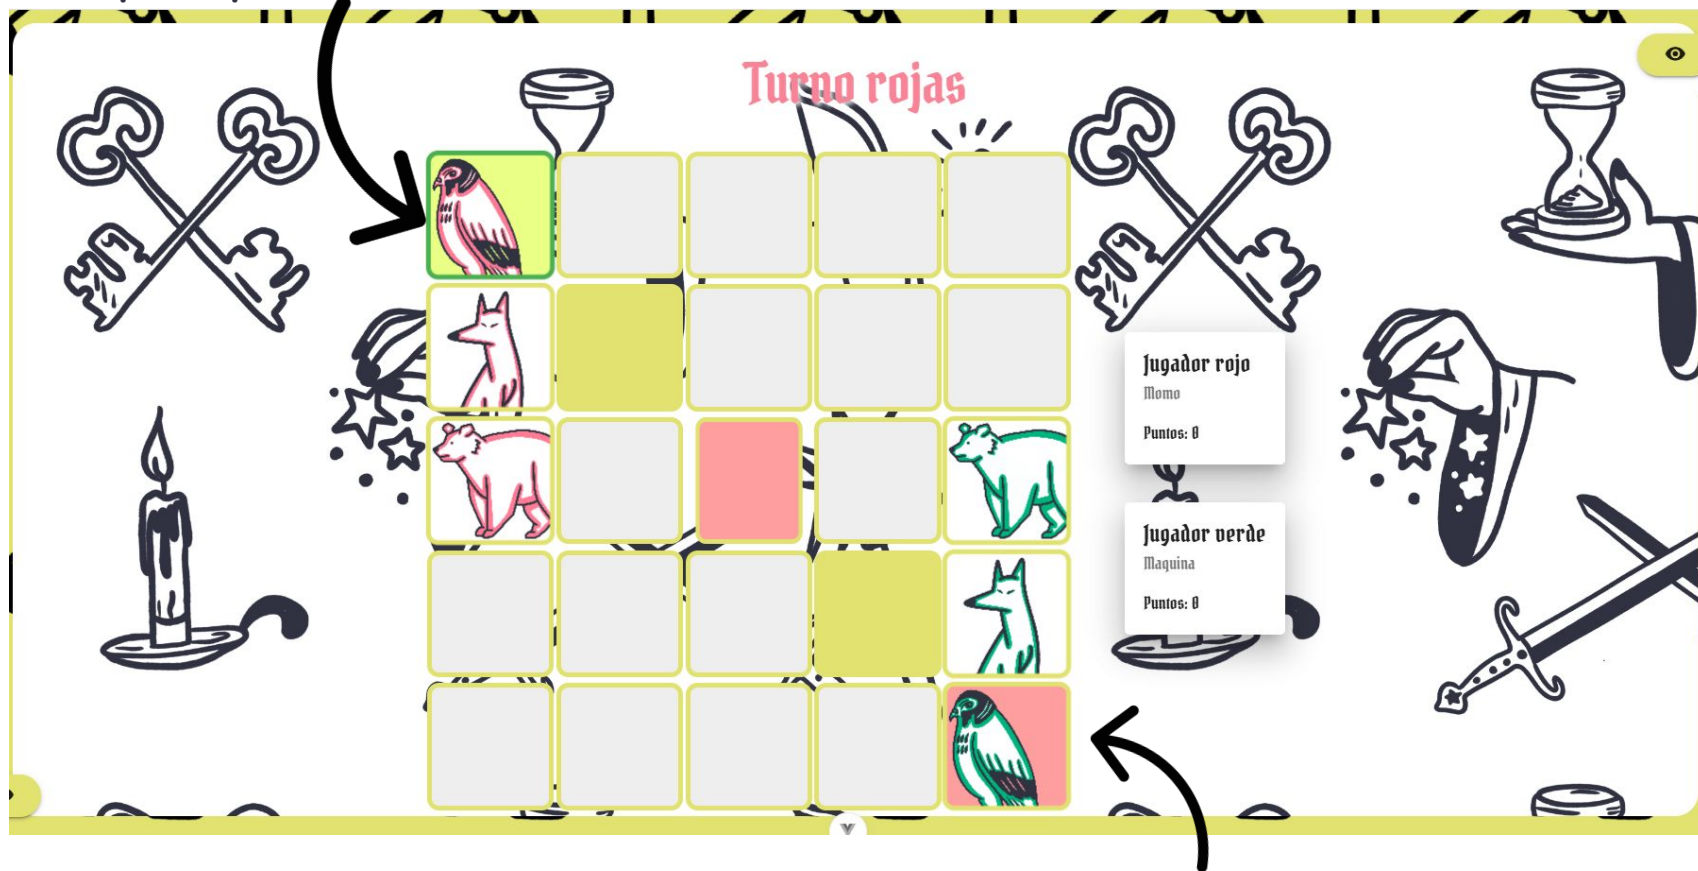 Turno rojas
Jugador rojo
Momo
Puntos: 0
Jugador verde
Maquina
Puntos: 0